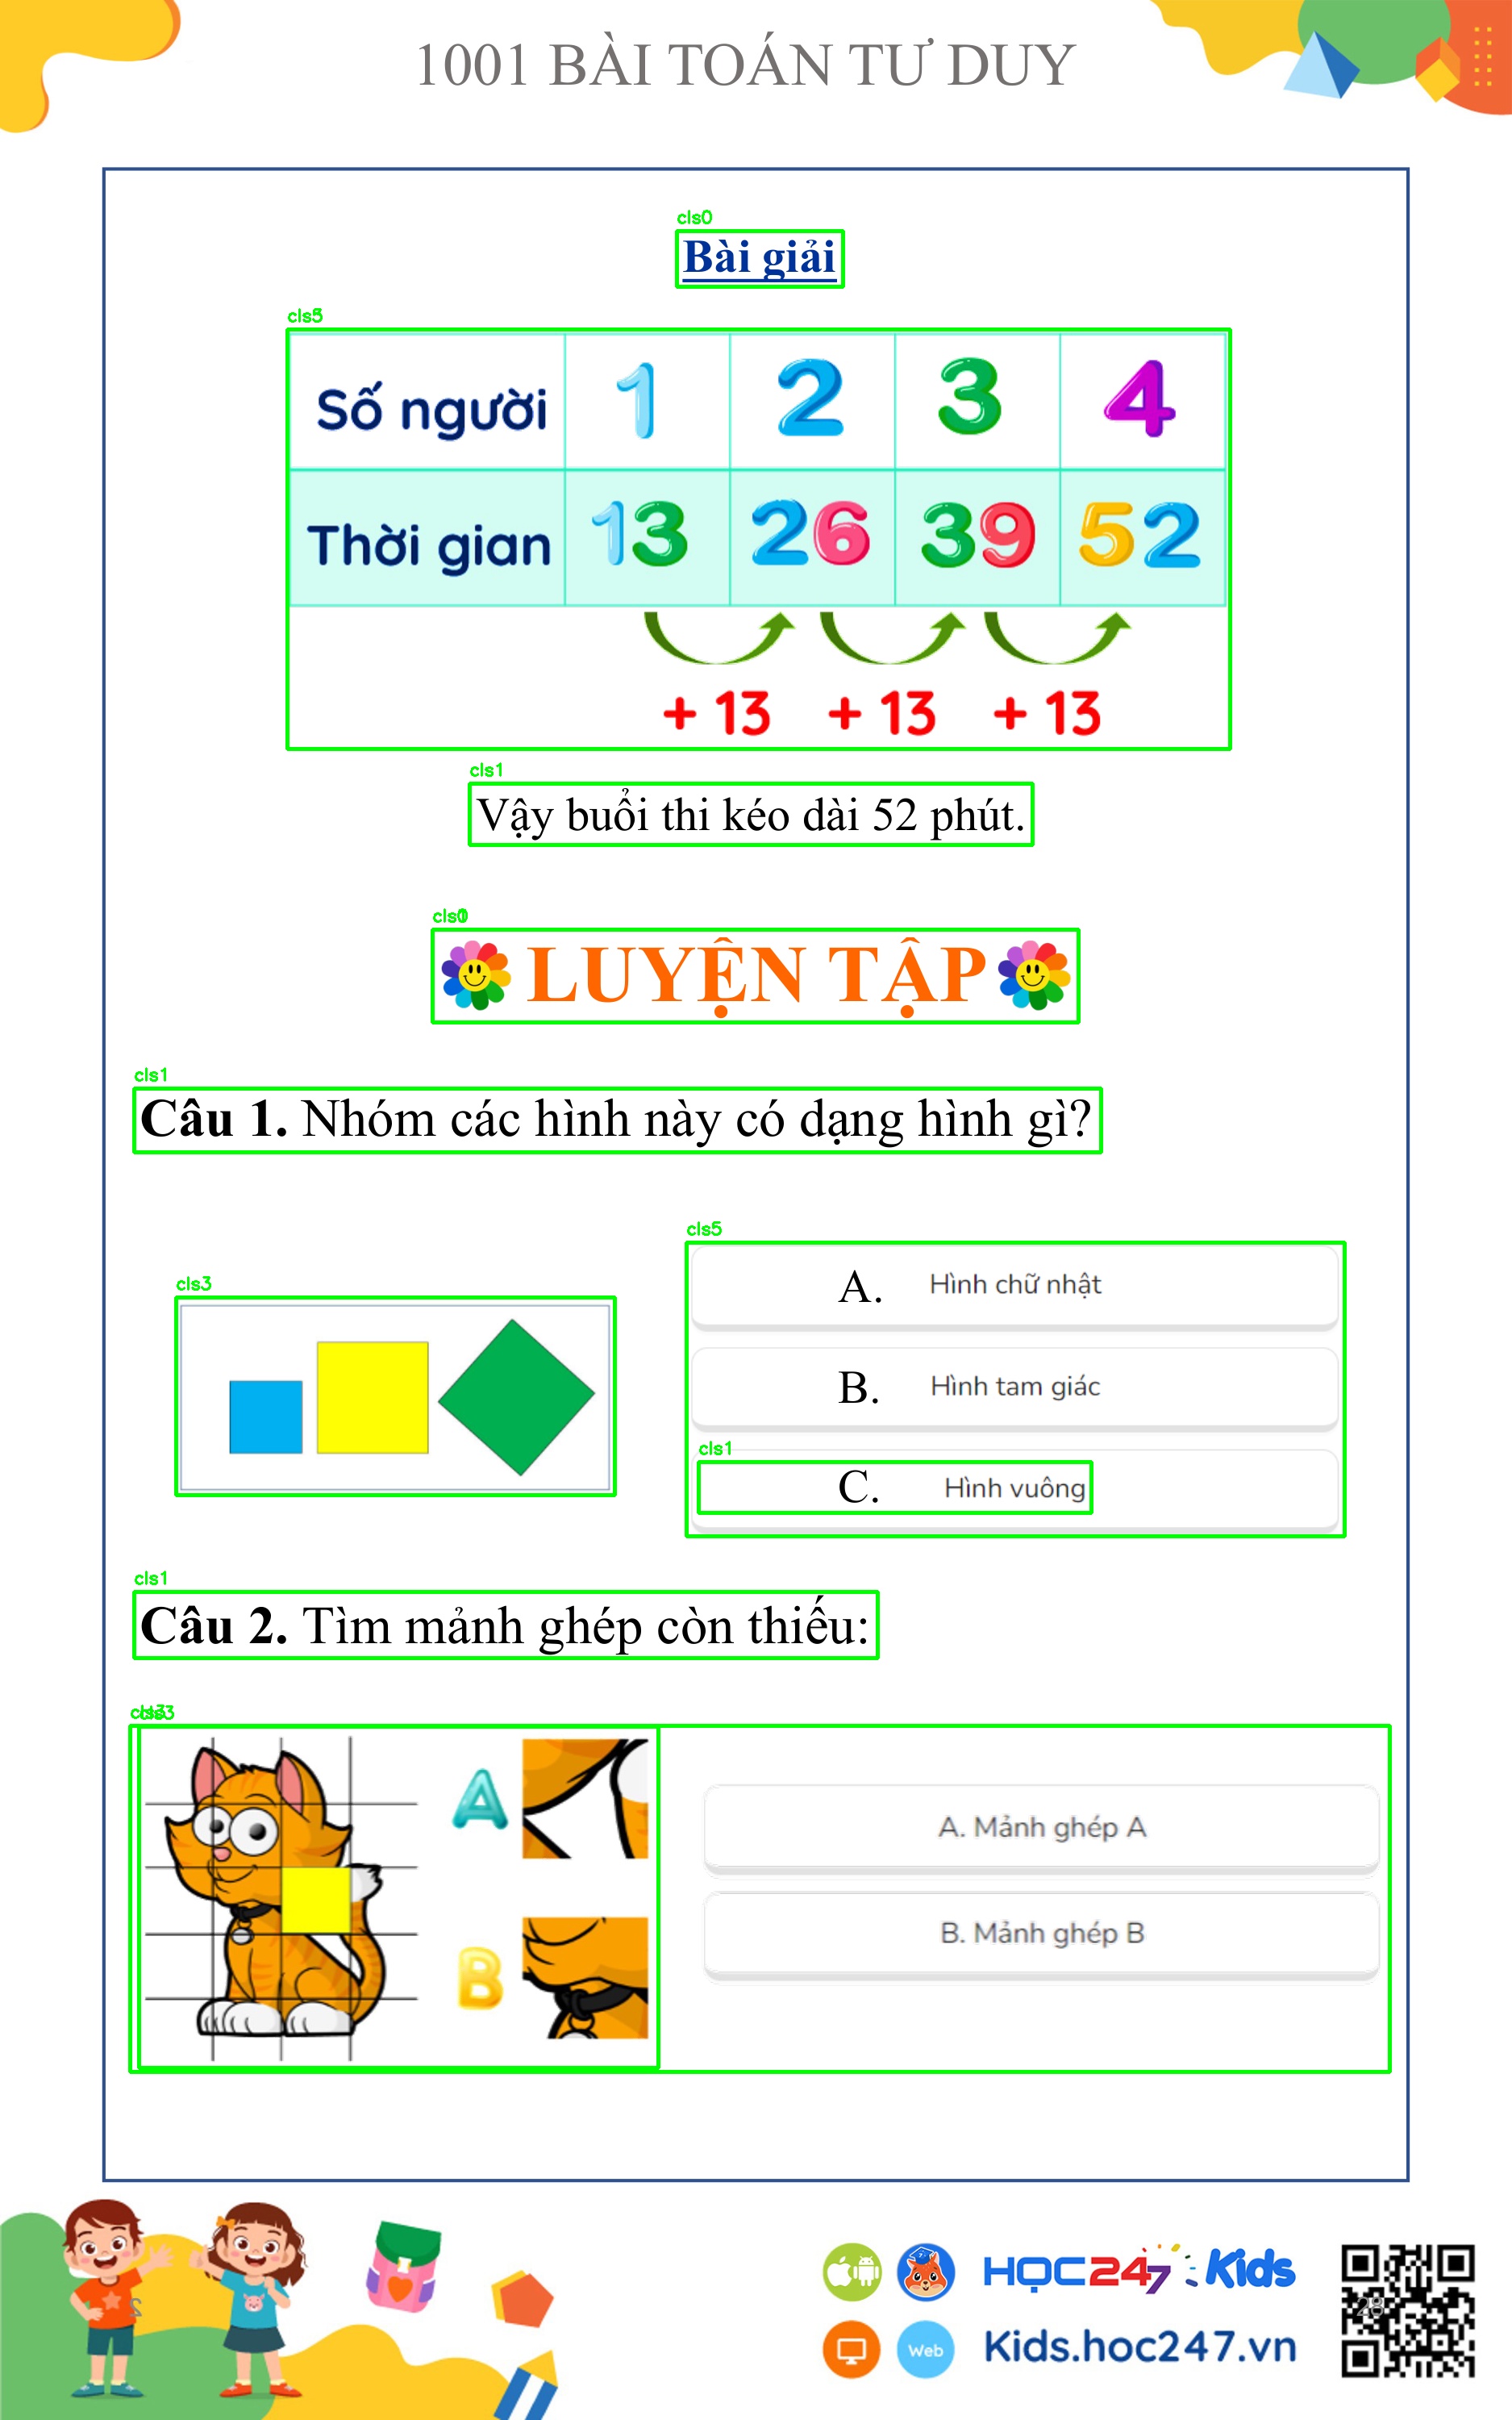 1001 BÀI TOÁN TƯ DUY
cls0
Bài giải
Số người 1 2 3 4
Thời gian 13 26 39 52
+ 13 + 13 + 13
cls1
Vậy buổi thi kéo dài 52 phút.
LUYỆN TẬP
cls1
Câu 1. Nhóm các hình này có dạng hình gì?
cls5
cls3
A. Hình chữ nhật
B. Hình tam giác
cls1
C. Hình vuông
cls1
Câu 2. Tìm mảnh ghép còn thiếu:
A
A. Mảnh ghép A
B
B. Mảnh ghép B
HỌC247 Kids
28
Web
Kids.hoc247.vn
2